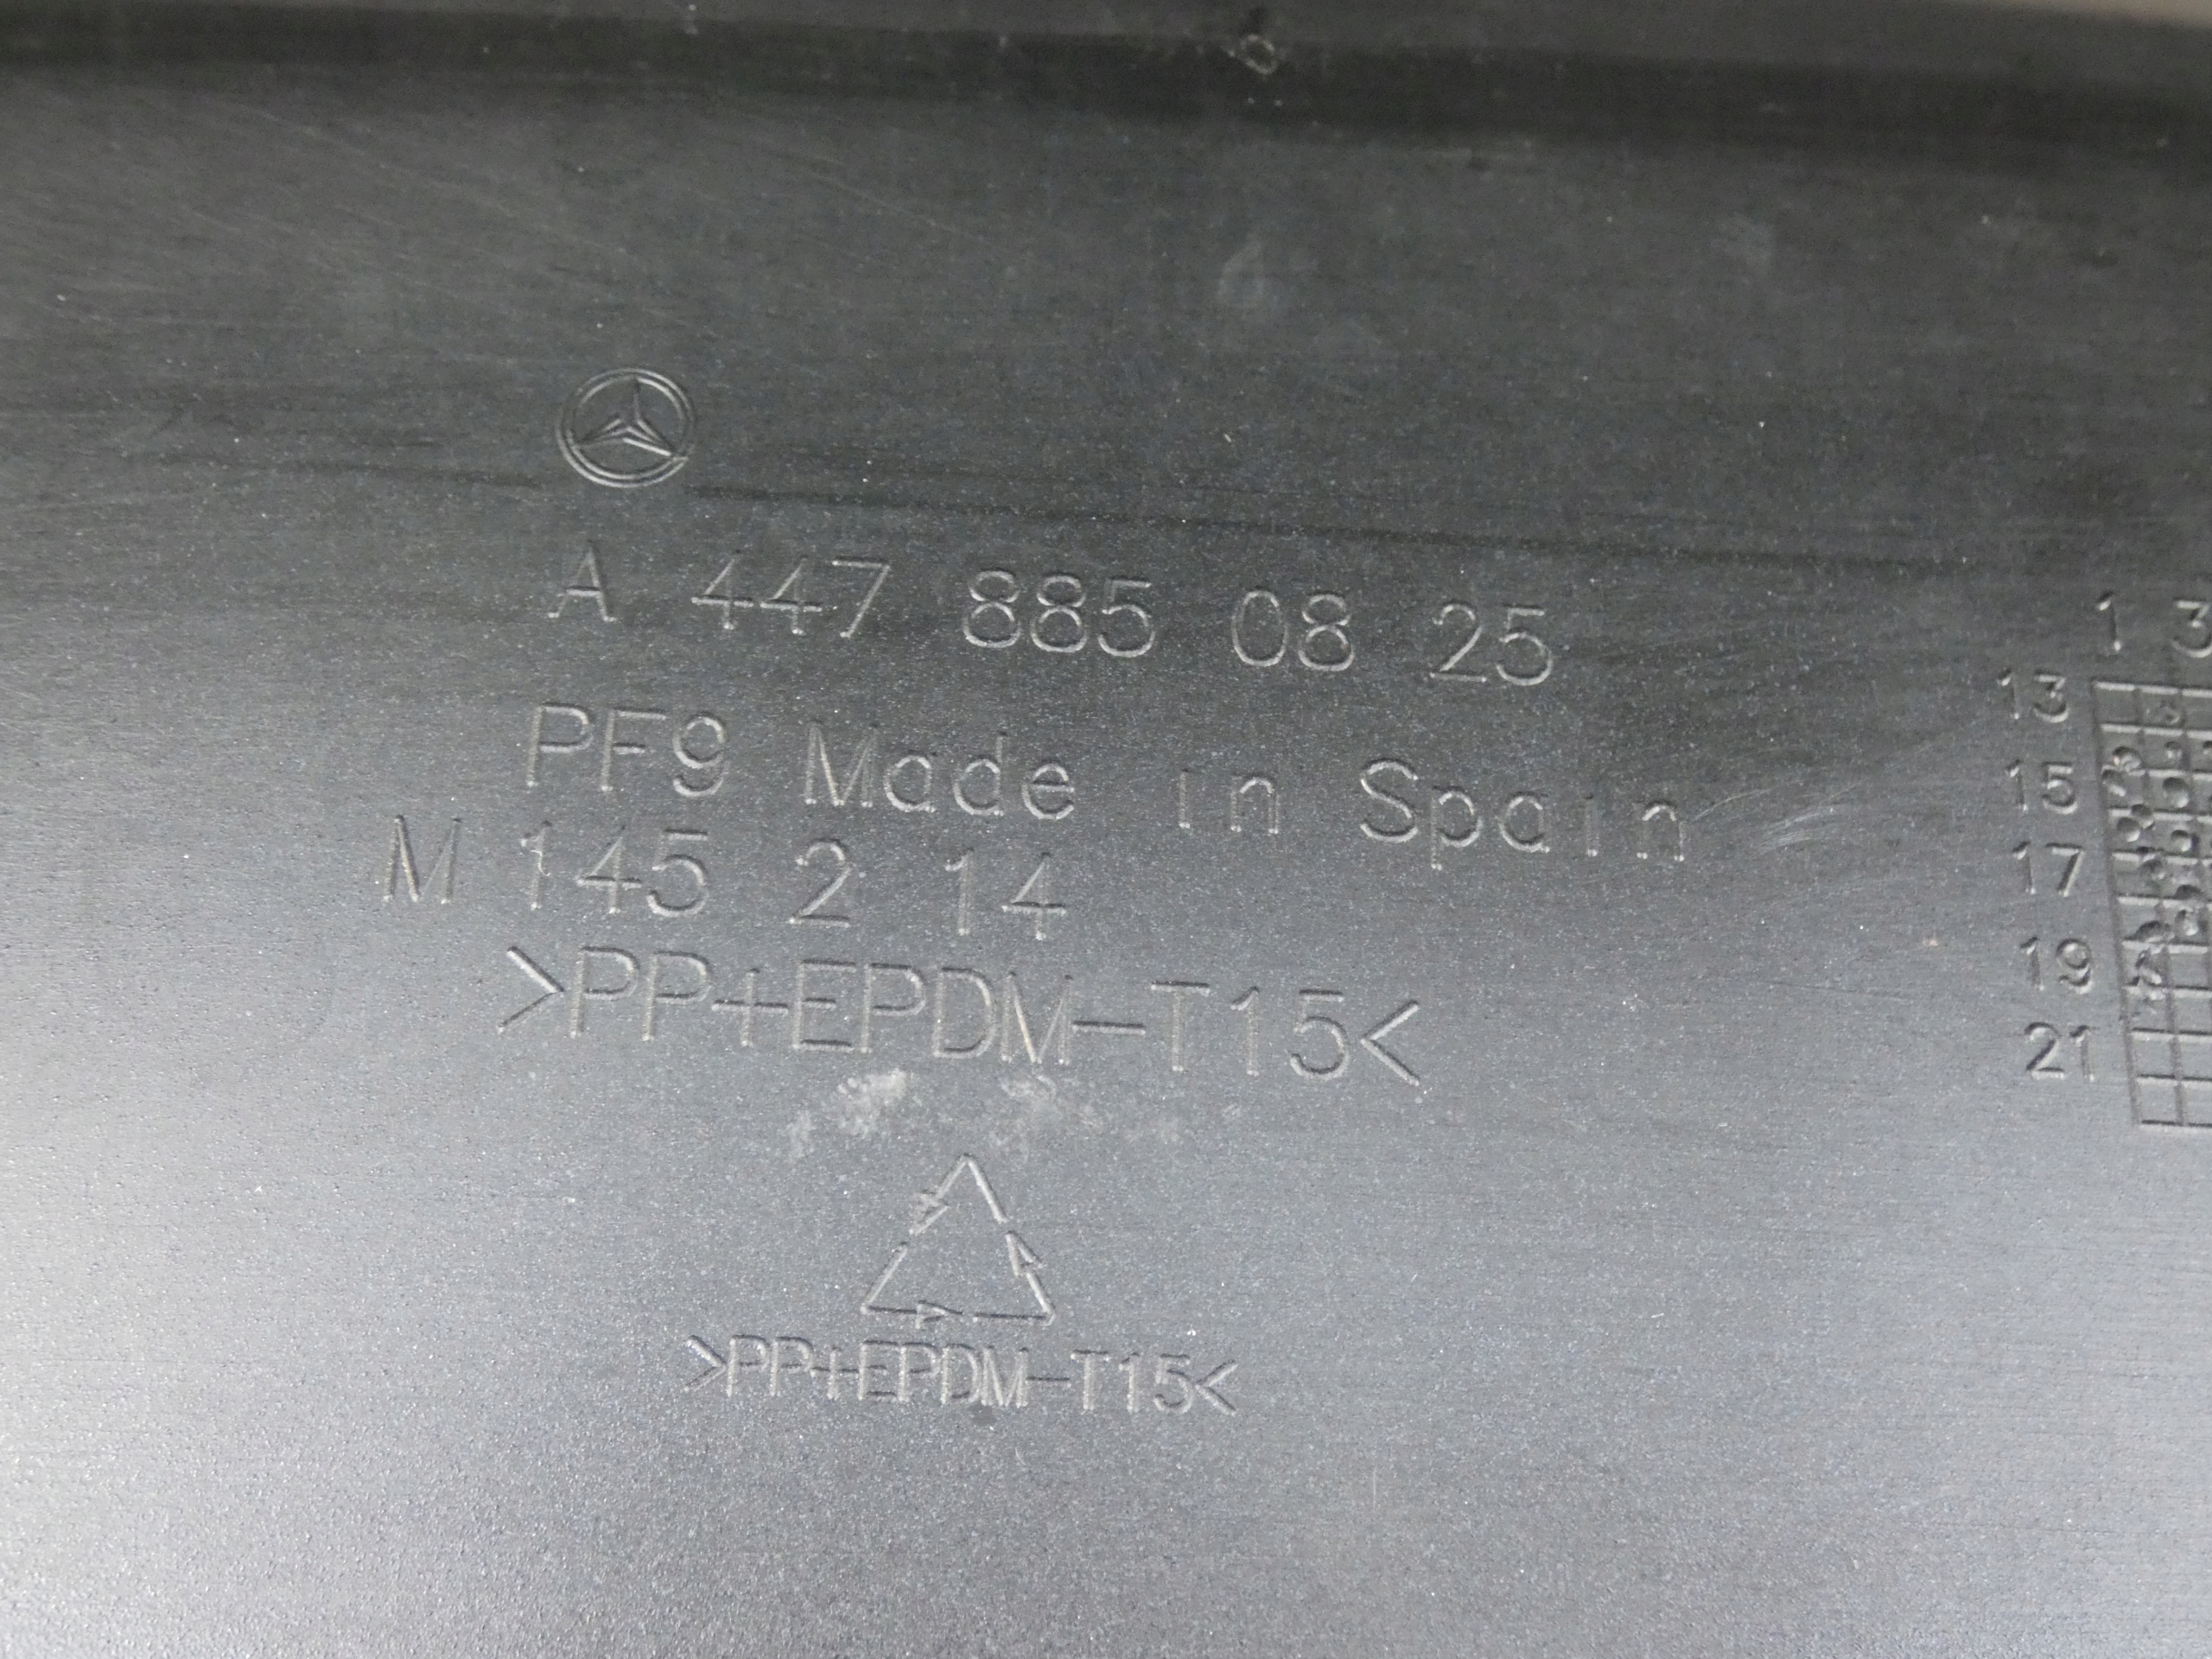 A 447 885 08 25
PF9 Made in Spain
M 145 2 14
>PP+EPDM-T15<
>PP+EPDM-T15<
1 3
13
15
17
19
21